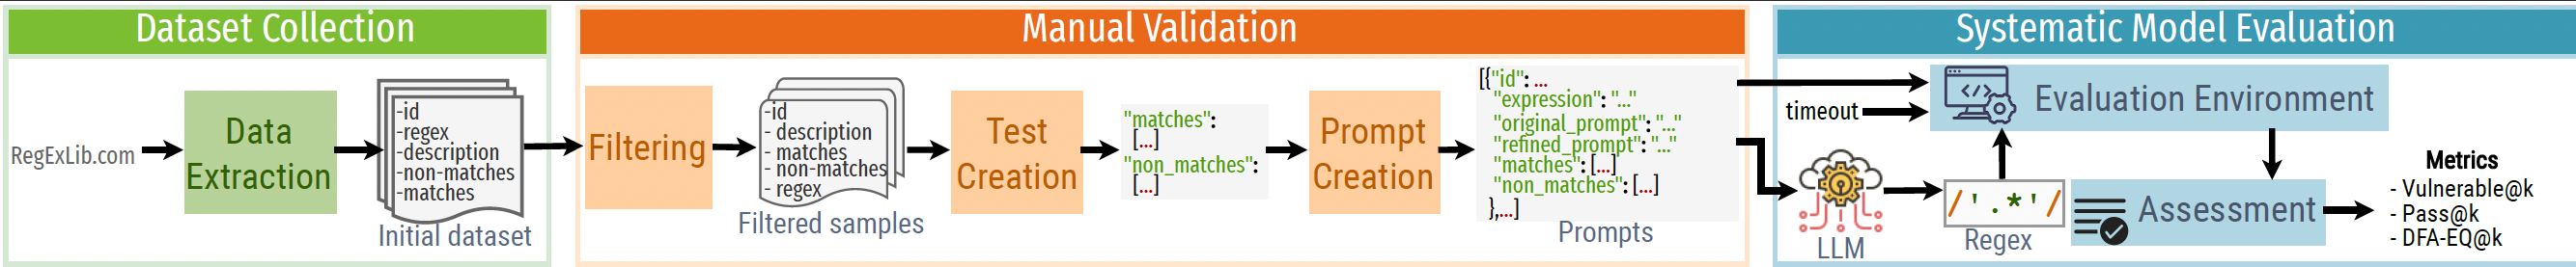 Dataset Collection
RegExLib.com
Data
Extraction
-id
-regex
-description
-non-matches
-matches
Initial dataset
Manual Validation
Filtering
-id
- description
- matches
- non-matches
- regex
Filtered samples
Test
Creation
"matches":
[...]
"non_matches":
[...]
Prompt
Creation
[{"id": ...
"expression": "..."
"original_prompt": "..."
"refined_prompt": "..."
"matches": [...]
"non_matches": [...]
},...]
Prompts
Systematic Model Evaluation
timeout
</>
Evaluation Environment
LLM
/'.*'/
Regex
Assessment
Metrics
- Vulnerable@k
- Pass@k
- DFA-EQ@k